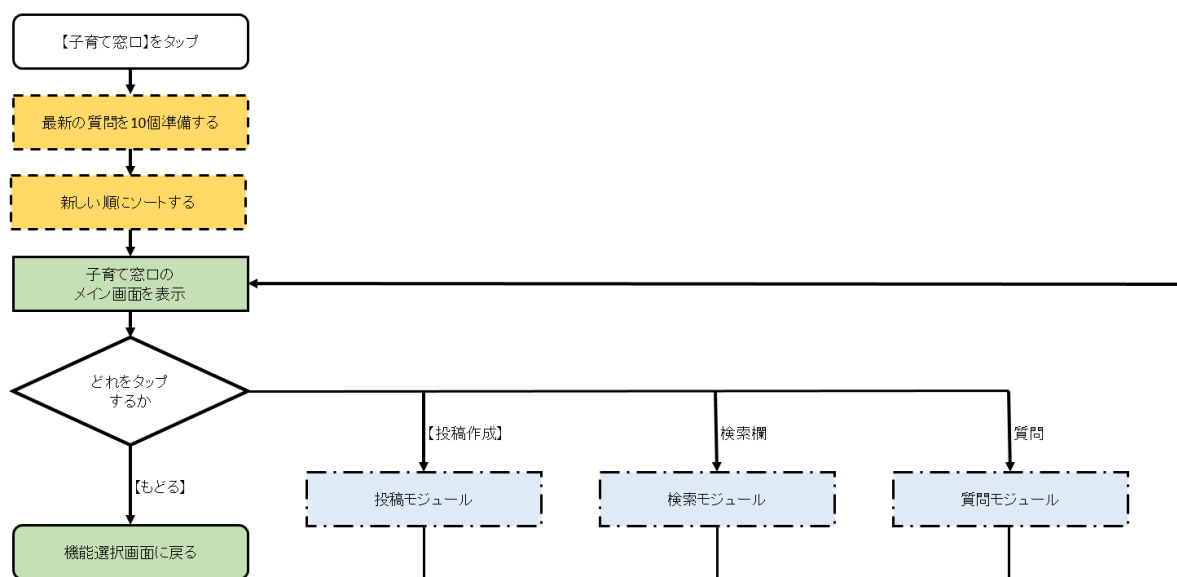 【子育て窓口】をタップ
最新の質問を10個準備する
新しい順にソートする
子育て窓口の
メイン画面を表示
どれをタップ
するか
【投稿作成】
検索欄
質問
【もどる】
投稿モジュール
検索モジュール
質問モジュール
機能選択画面に戻る